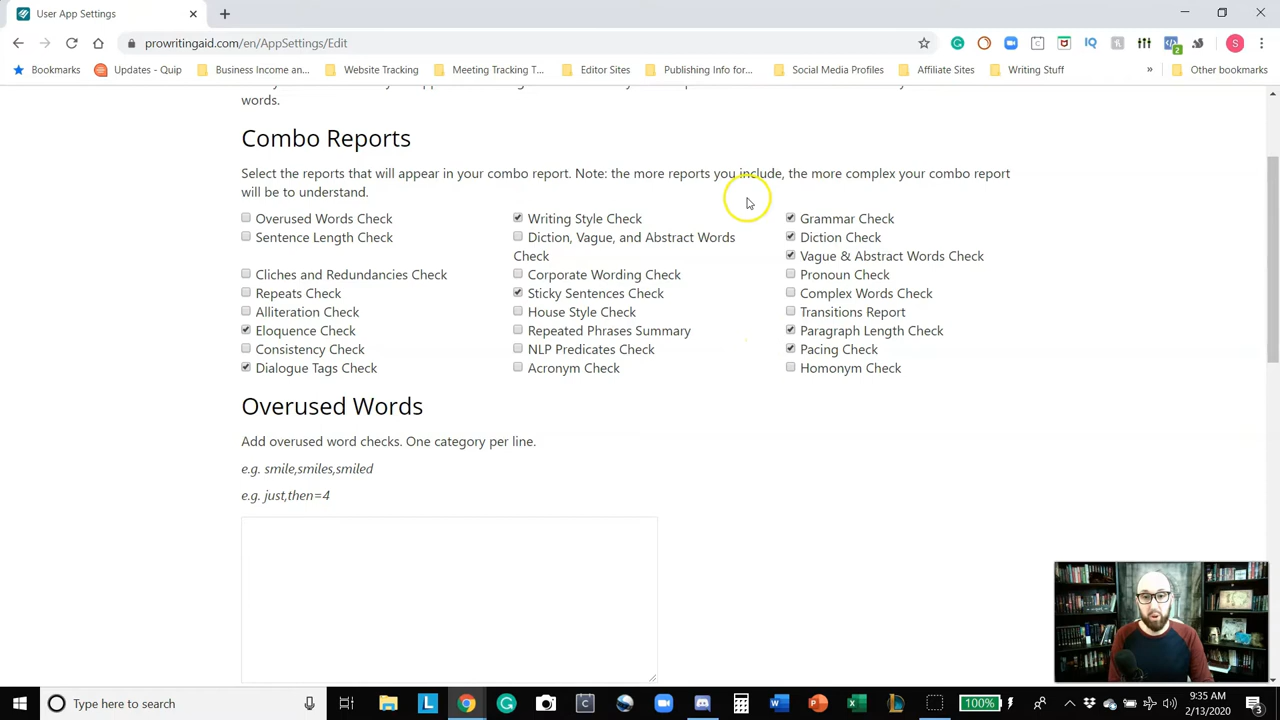 User App Settings
prowritingaid.com/en/AppSettings/Edit
Bookmarks
Updates - Quip
Business Income an...
Website Tracking
Meeting Tracking T...
Editor Sites
Publishing Info for...
Social Media Profiles
Affiliate Sites
Writing Stuff
Other bookmarks
words.
Combo Reports
Select the reports that will appear in your combo report. Note: the more reports you include, the more complex your combo report
will be to understand.
Overused Words Check
Writing Style Check
Grammar Check
Sentence Length Check
Diction, Vague, and Abstract Words
Check
Diction Check
Vague & Abstract Words Check
Cliches and Redundancies Check
Corporate Wording Check
Pronoun Check
Repeats Check
Sticky Sentences Check
Complex Words Check
Alliteration Check
House Style Check
Transitions Report
Eloquence Check
Repeated Phrases Summary
Paragraph Length Check
Consistency Check
NLP Predicates Check
Pacing Check
Dialogue Tags Check
Acronym Check
Homonym Check
Overused Words
Add overused word checks. One category per line.
e.g. smile,smiles,smiled
e.g. just,then=4
Type here to search
100%
9:35 AM
2/13/2020